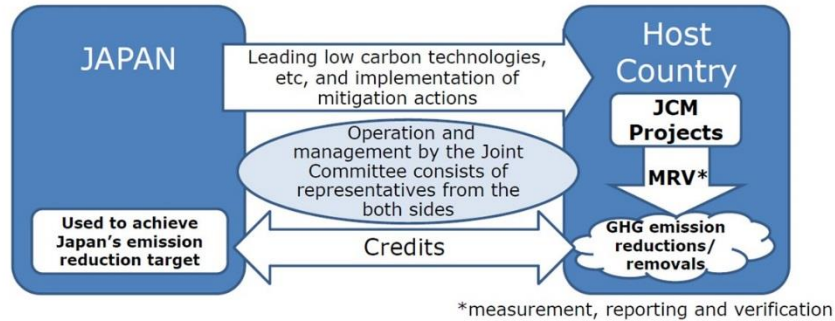 JAPAN
Leading low carbon technologies,
etc, and implementation of
mitigation actions
Host
Country
JCM
Projects
Operation and
management by the Joint
Committee consists of
representatives from the
both sides
MRV*
Used to achieve
Japan's emission
reduction target
Credits
GHG emission
reductions/
removals
*measurement, reporting and verification